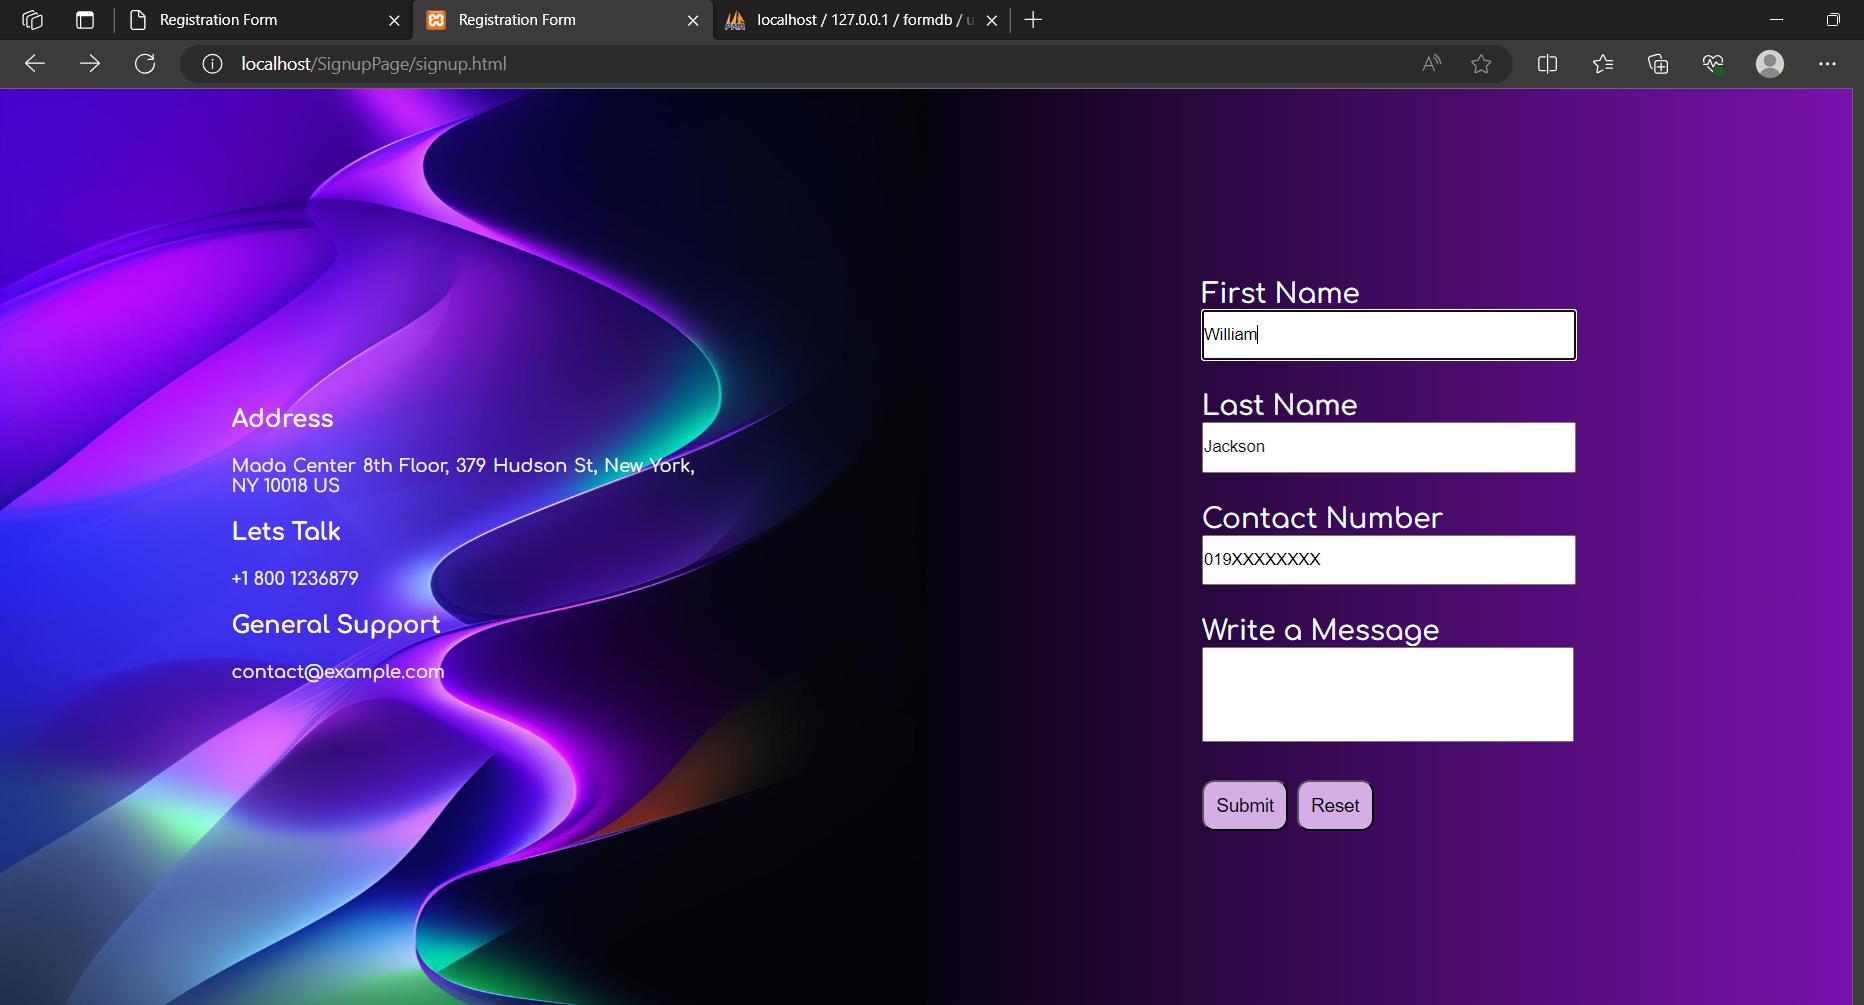 Registration Form
Registration Form
localhost / 127.0.0.1 / formdb /
localhost/SignupPage/signup.html
Address
Mada Center 8th Floor, 379 Hudson St, New York,
NY 10018 US
Lets Talk
+1 800 1236879
General Support
contact@example.com
First Name
William
Last Name
Jackson
Contact Number
019XXXXXXXX
Write a Message
Submit
Reset